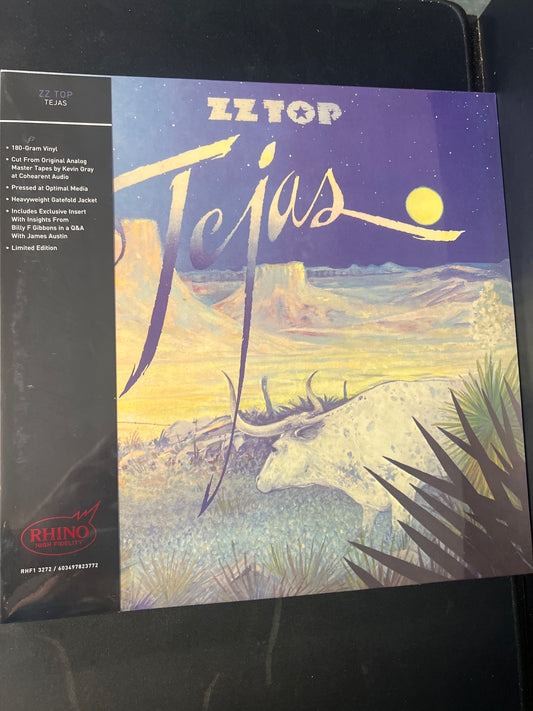 ZZ TOP
TEJAS
• 180-Gram Vinyl
• Cut From Original Analog
Master Tapes by Kevin Gray
at Cohearent Audio
• Pressed at Optimal Media
• Heavyweight Gatefold Jacket
• Includes Exclusive Insert
With Insights From
Billy F Gibbons in a Q&A
With James Austin
• Limited Edition
RHINO
HIGH FIDELITY
RHF1 3272 / 603497823772
ZZ TOP
Tejas